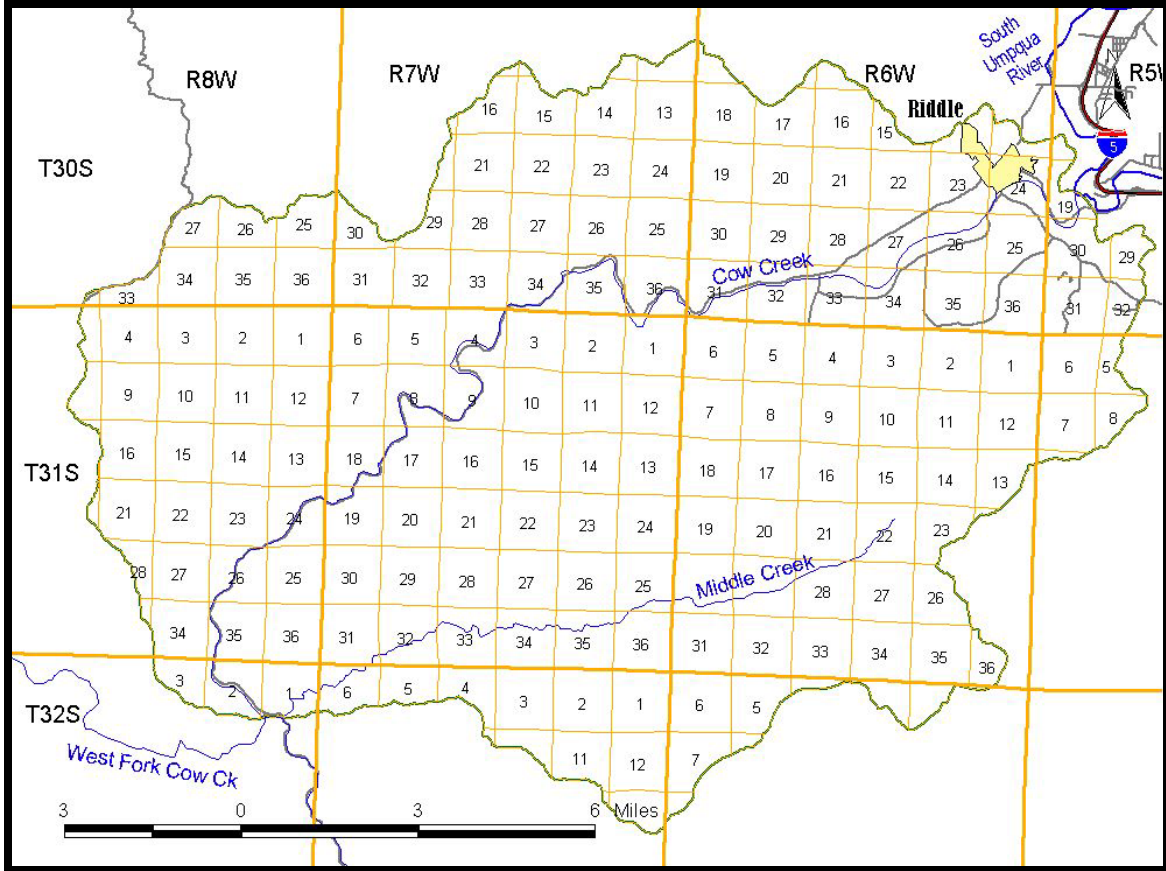 R8W R7W R6W R5W
South
Umpqua
River
Riddle
5
T30S
16 15 14 13 18 17 16 15
21 22 23 24 19 20 21 22 23 24 19
27 26 25 30 29 28 27 26 25 30 29 28 27 26 25 30 29
Cow Creek
33 34 35 36 31 32 33 34 35 36 31 32 33 34 35 36 31 32
4 3 2 1 6 5 4 3 2 1 6 5 4 3 2 1 6 5
9 10 11 12 7 8 9 10 11 12 7 8 9 10 11 12 7 8
T31S
16 15 14 13 18 17 16 15 14 13 18 17 16 15 14 13
21 22 23 24 19 20 21 22 23 24 19 20 21 22 23
28 27 26 25 30 29 28 27 26 25 28 27 26
Middle Creek
34 35 36 31 32 33 34 35 36 31 32 33 34 35 36
T32S
3 2 1 6 5 4 3 2 1 6 5
11 12 7
West Fork Cow Ck
3 0 3 6 Miles